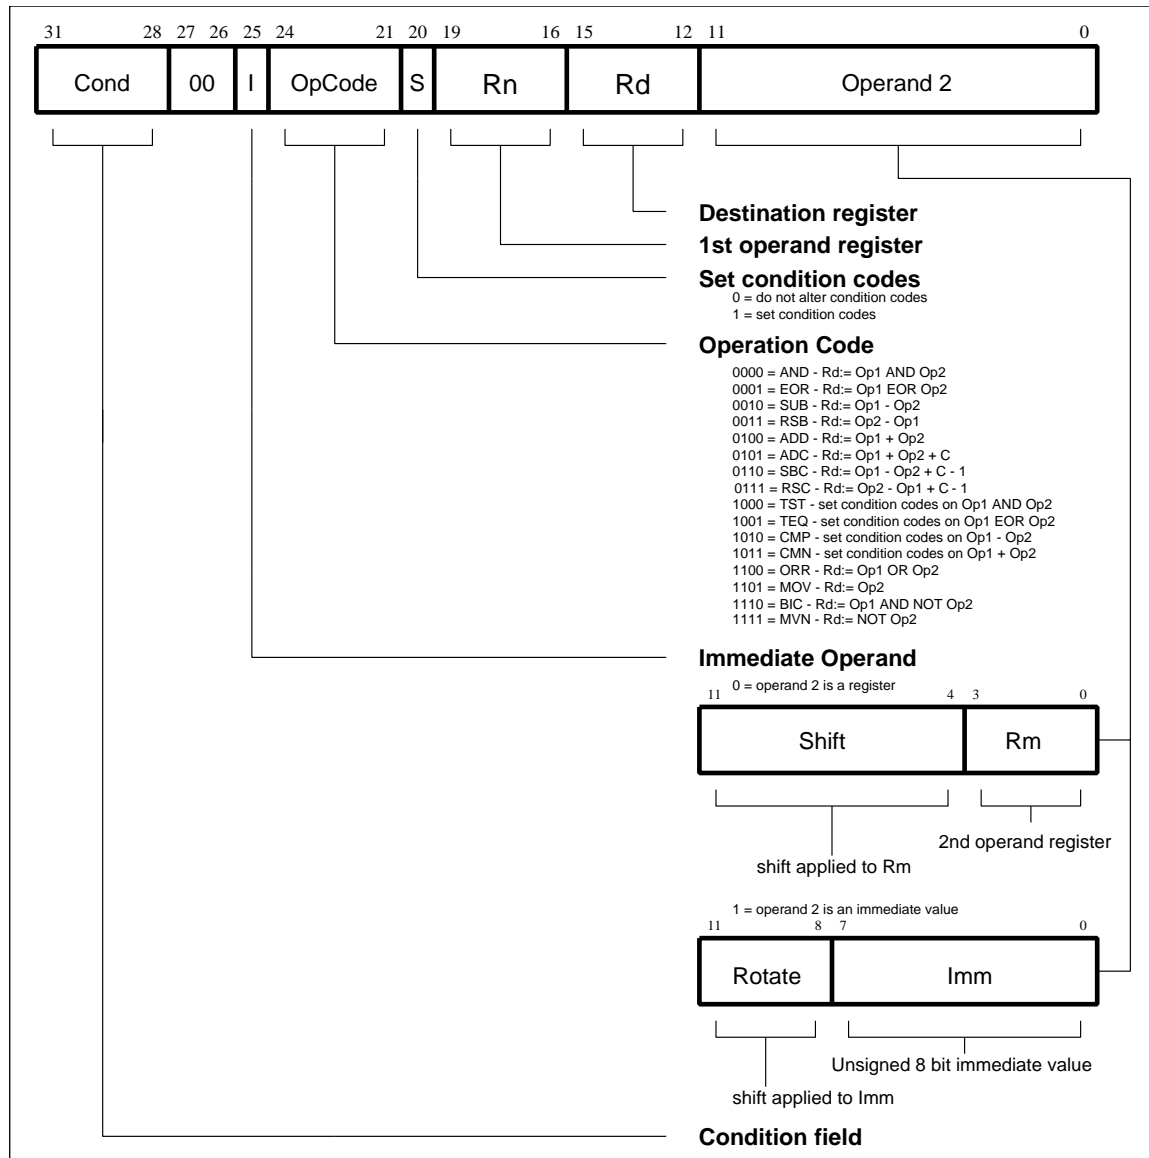 31 28 27 26 25 24 21 20 19 16 15 12 11 0
Cond 00 I OpCode S Rn Rd Operand 2
Destination register
1st operand register
Set condition codes
0 = do not alter condition codes
1 = set condition codes
Operation Code
0000 = AND - Rd:= Op1 AND Op2
0001 = EOR - Rd:= Op1 EOR Op2
0010 = SUB - Rd:= Op1 - Op2
0011 = RSB - Rd:= Op2 - Op1
0100 = ADD - Rd:= Op1 + Op2
0101 = ADC - Rd:= Op1 + Op2 + C
0110 = SBC - Rd:= Op1 - Op2 + C - 1
0111 = RSC - Rd:= Op2 - Op1 + C - 1
1000 = TST - set condition codes on Op1 AND Op2
1001 = TEQ - set condition codes on Op1 EOR Op2
1010 = CMP - set condition codes on Op1 - Op2
1011 = CMN - set condition codes on Op1 + Op2
1100 = ORR - Rd:= Op1 OR Op2
1101 = MOV - Rd:= Op2
1110 = BIC - Rd:= Op1 AND NOT Op2
1111 = MVN - Rd:= NOT Op2
Immediate Operand
0 = operand 2 is a register
11 4 3 0
Shift Rm
2nd operand register
shift applied to Rm
1 = operand 2 is an immediate value
11 8 7 0
Rotate Imm
Unsigned 8 bit immediate value
shift applied to Imm
Condition field